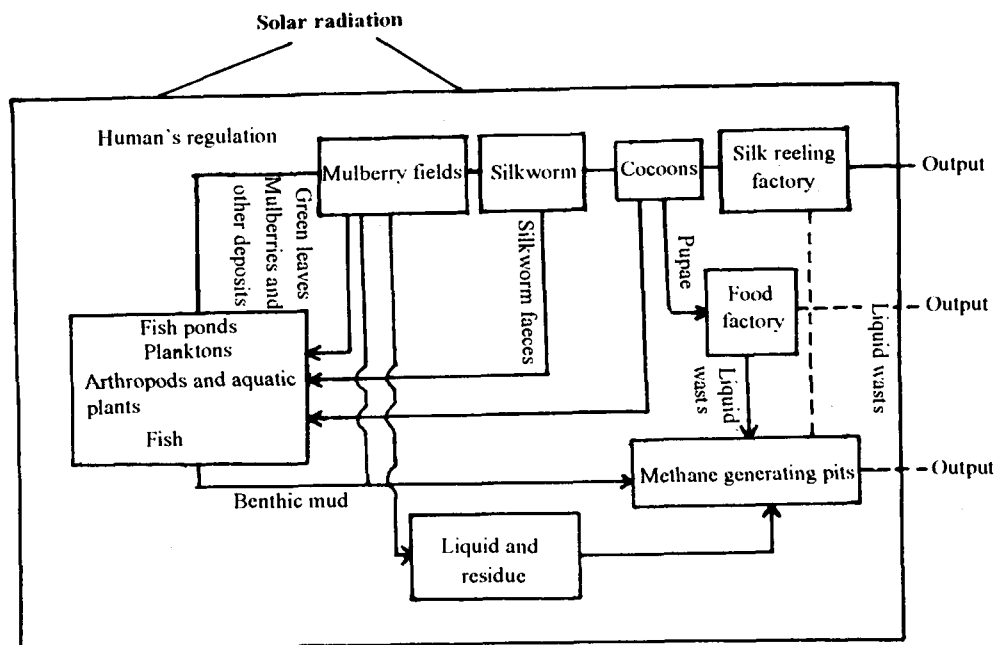 Solar radiation
Human's regulation
Mulberry fields
Silkworm
Cocoons
Silk reeling
factory
Output
Green leaves
Mulberries and
other deposits
Silkworm faeces
Pupae
Food
factory
Output
Liquid wasts
Liquid
wasts
Fish ponds
Planktons
Arthropods and aquatic
plants
Fish
Benthic mud
Methane generating pits
Output
Liquid and
residue